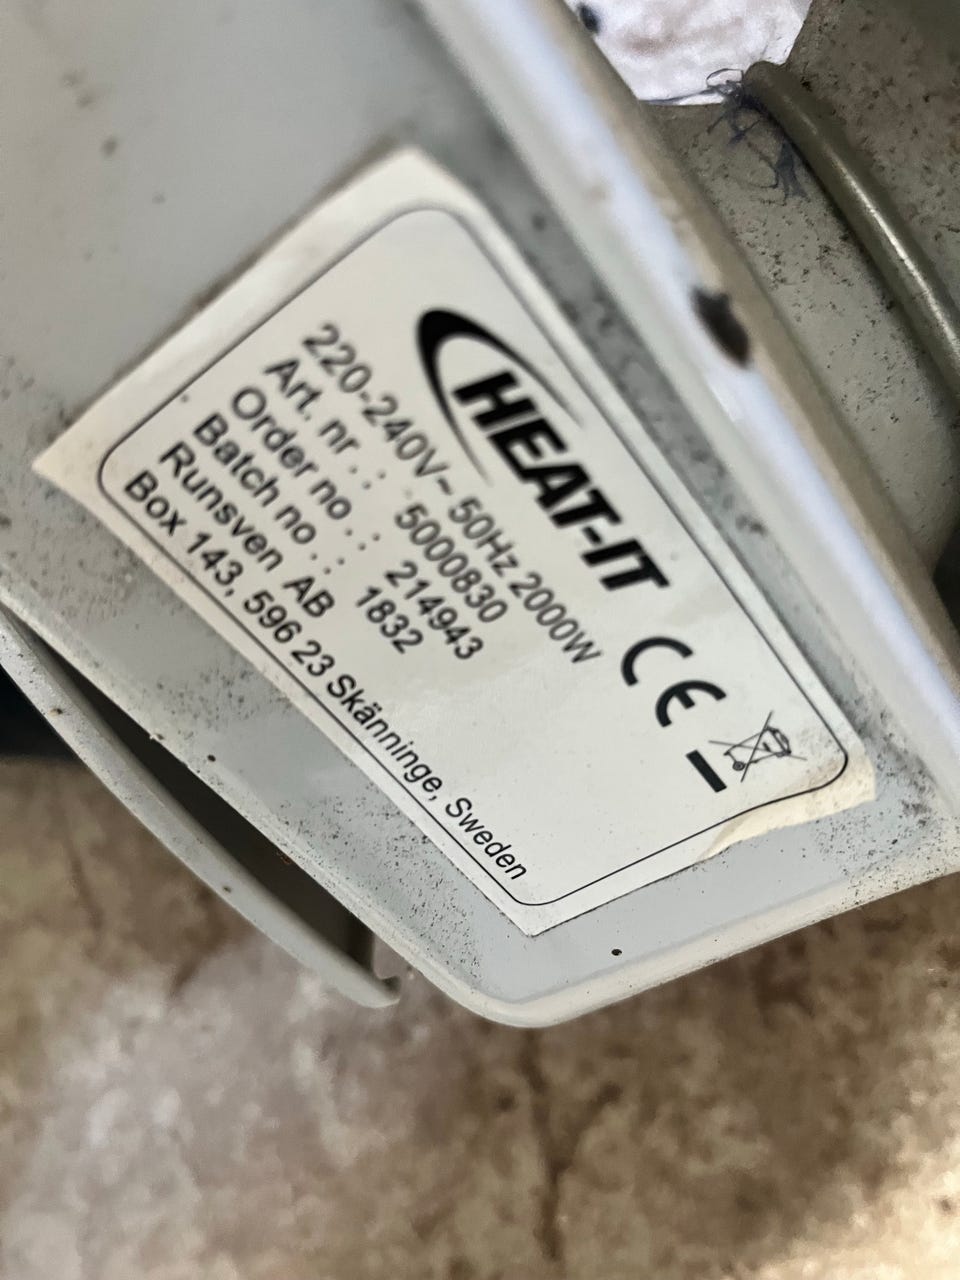 HEAT-IT
220-240V~ 50Hz 2000W
Art. nr . : 5000830
Order no . : 214943
Batch no . : 1832
Runsven AB
Box 143, 596 23 Skänninge, Sweden
CE